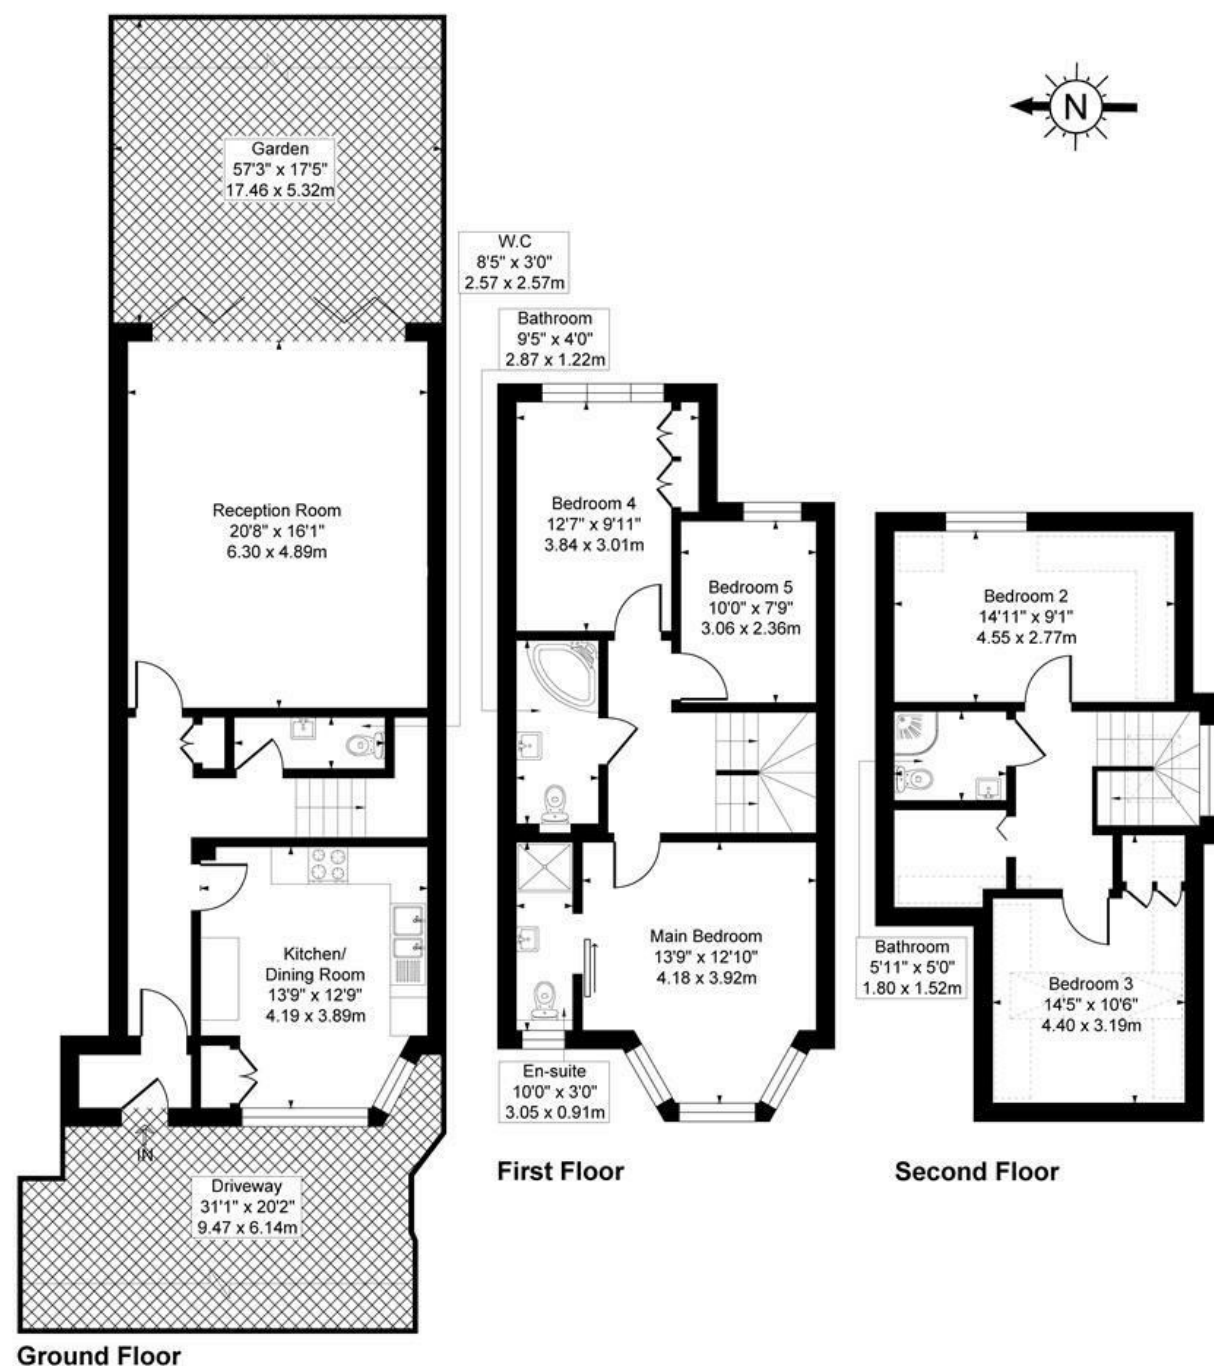 N
Garden
57'3" x 17'5"
17.46 x 5.32m
W.C
8'5" x 3'0"
2.57 x 2.57m
Bathroom
9'5" x 4'0"
2.87 x 1.22m
Reception Room
20'8" x 16'1"
6.30 x 4.89m
Bedroom 4
12'7" x 9'11"
3.84 x 3.01m
Bedroom 5
10'0" x 7'9"
3.06 x 2.36m
Bedroom 2
14'11" x 9'1"
4.55 x 2.77m
Kitchen/
Dining Room
13'9" x 12'9"
4.19 x 3.89m
Main Bedroom
13'9" x 12'10"
4.18 x 3.92m
Bathroom
5'11" x 5'0"
1.80 x 1.52m
Bedroom 3
14'5" x 10'6"
4.40 x 3.19m
En-suite
10'0" x 3'0"
3.05 x 0.91m
IN
Driveway
31'1" x 20'2"
9.47 x 6.14m
First Floor
Second Floor
Ground Floor